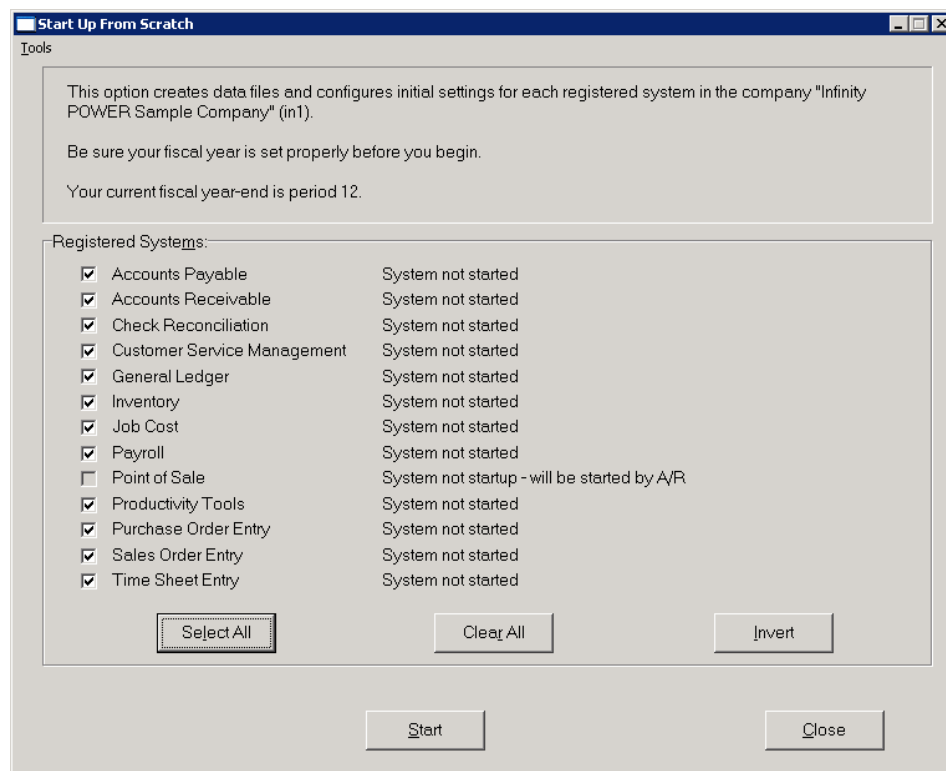 Start Up From Scratch
Tools
This option creates data files and configures initial settings for each registered system in the company "Infinity
POWER Sample Company" (in1).
Be sure your fiscal year is set properly before you begin.
Your current fiscal year-end is period 12.
Registered Systems:
Accounts Payable System not started
Accounts Receivable System not started
Check Reconciliation System not started
Customer Service Management System not started
General Ledger System not started
Inventory System not started
Job Cost System not started
Payroll System not started
Point of Sale System not startup - will be started by A/R
Productivity Tools System not started
Purchase Order Entry System not started
Sales Order Entry System not started
Time Sheet Entry System not started
Select All Clear All Invert
Start Close